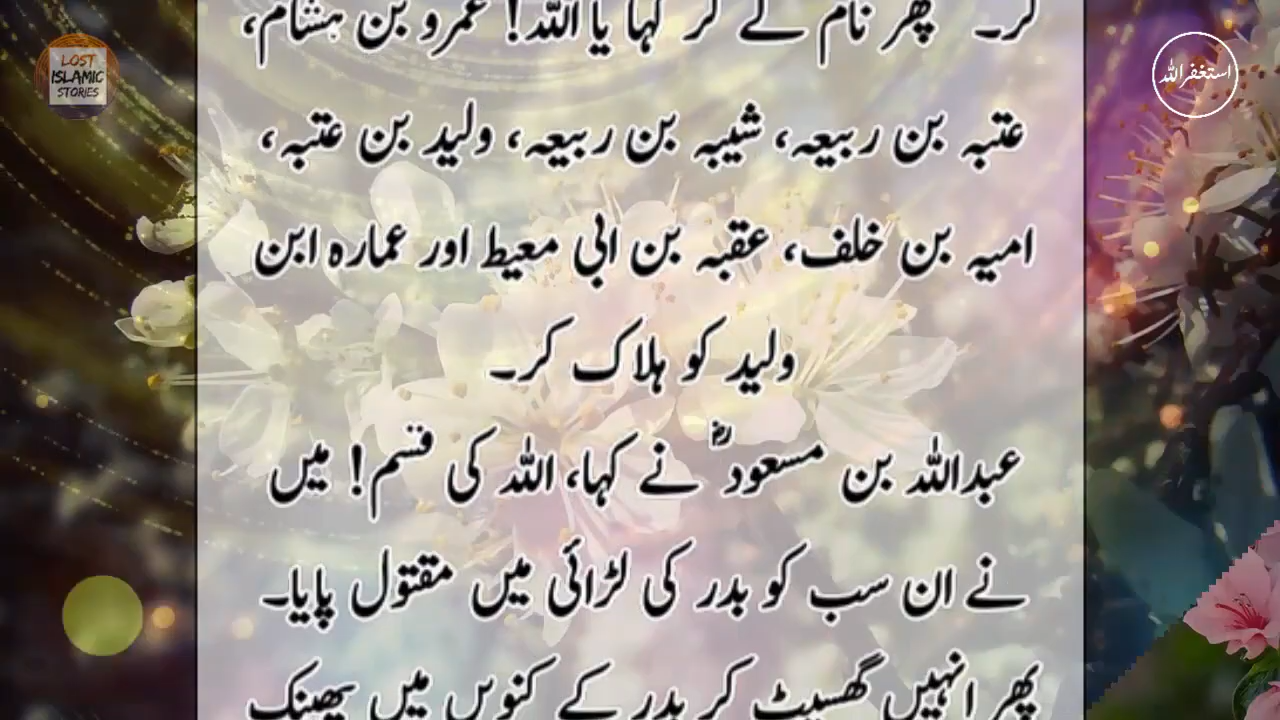 LOST
ISLAMIC
STORIES
استغفراللہ
کر۔ پھر نام لے کر کہا یا اللہ! عمرو بن ہشام،
عتبہ بن ربیعہ، شیبہ بن ربیعہ، ولید بن عتبہ،
امیہ بن خلف، عقبہ بن ابی معیط اور عمارہ ابن
ولید کو ہلاک کر۔
عبداللہ بن مسعودؓ نے کہا، اللہ کی قسم! میں
نے ان سب کو بدر کی لڑائی میں مقتول پایا۔
پھر انہیں گھسیٹ کر بدر کے کنویں میں پھینک